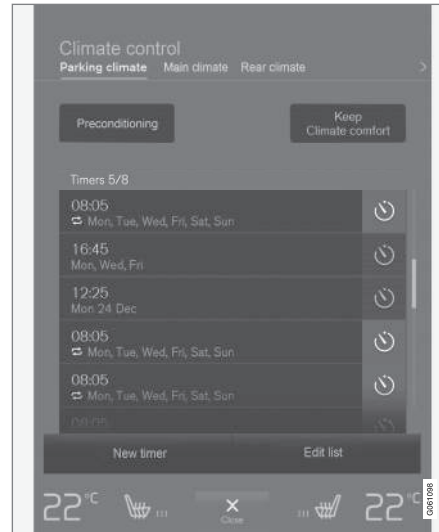 Climate control
Parking climate Main climate Rear climate >
Preconditioning
Keep
Climate comfort
Timers 5/8
08:05
Mon, Tue, Wed, Fri, Sat, Sun
16:45
Mon, Wed, Fri
12:25
Mon 24 Dec
08:05
Mon, Tue, Wed, Fri, Sat, Sun
08:05
Mon, Tue, Wed, Fri, Sat, Sun
08:05
New timer Edit list
22°C 22°C
Close
G061098